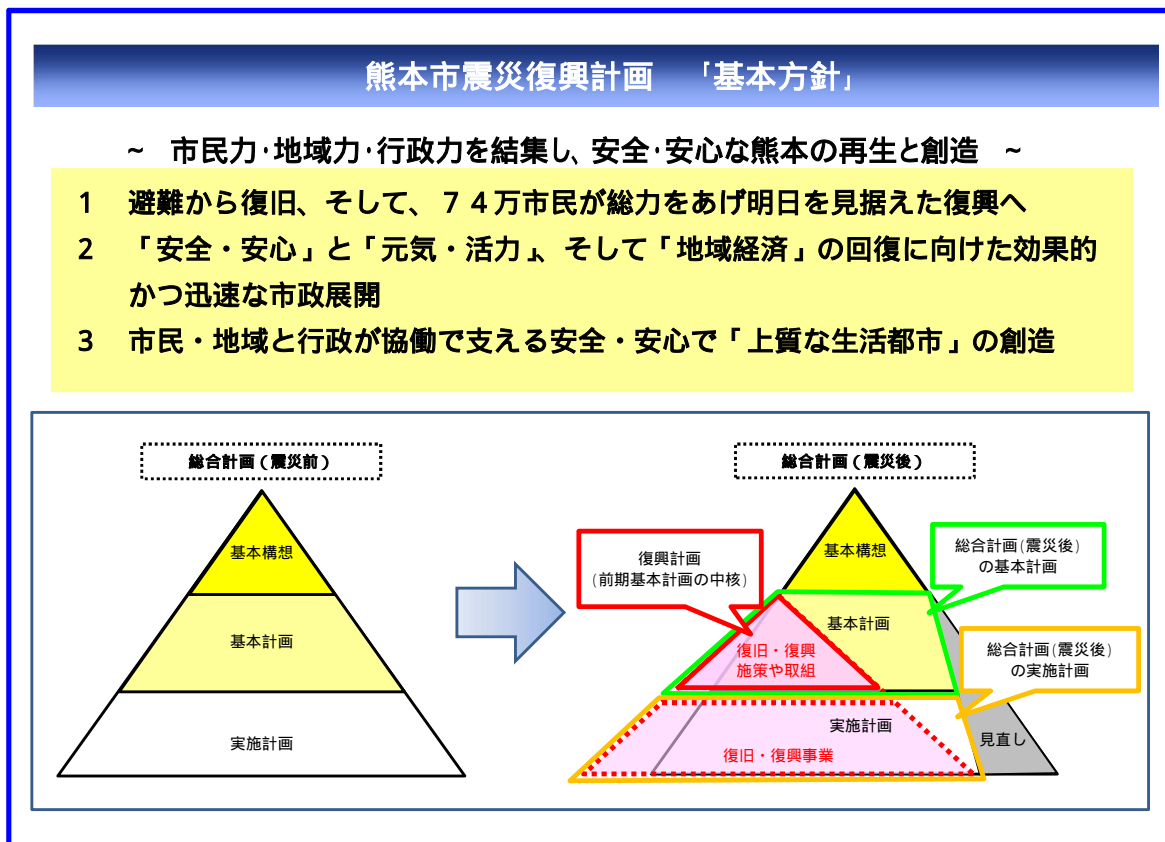 熊本市震災復興計画　「基本方針」
~　市民力・地域力・行政力を結集し、安全・安心な熊本の再生と創造　~
1　避難から復旧、そして、７４万市民が総力をあげ明日を見据えた復興へ
2　「安全・安心」と「元気・活力」、そして「地域経済」の回復に向けた効果的
かつ迅速な市政展開
3　市民・地域と行政が協働で支える安全・安心で「上質な生活都市」の創造
総合計画（震災前）
基本構想
基本計画
実施計画
総合計画（震災後）
基本構想
復興計画
(前期基本計画の中核)
総合計画(震災後)
の基本計画
基本計画
復旧・復興
施策や取組
総合計画(震災後)
の実施計画
実施計画
見直し
復旧・復興事業